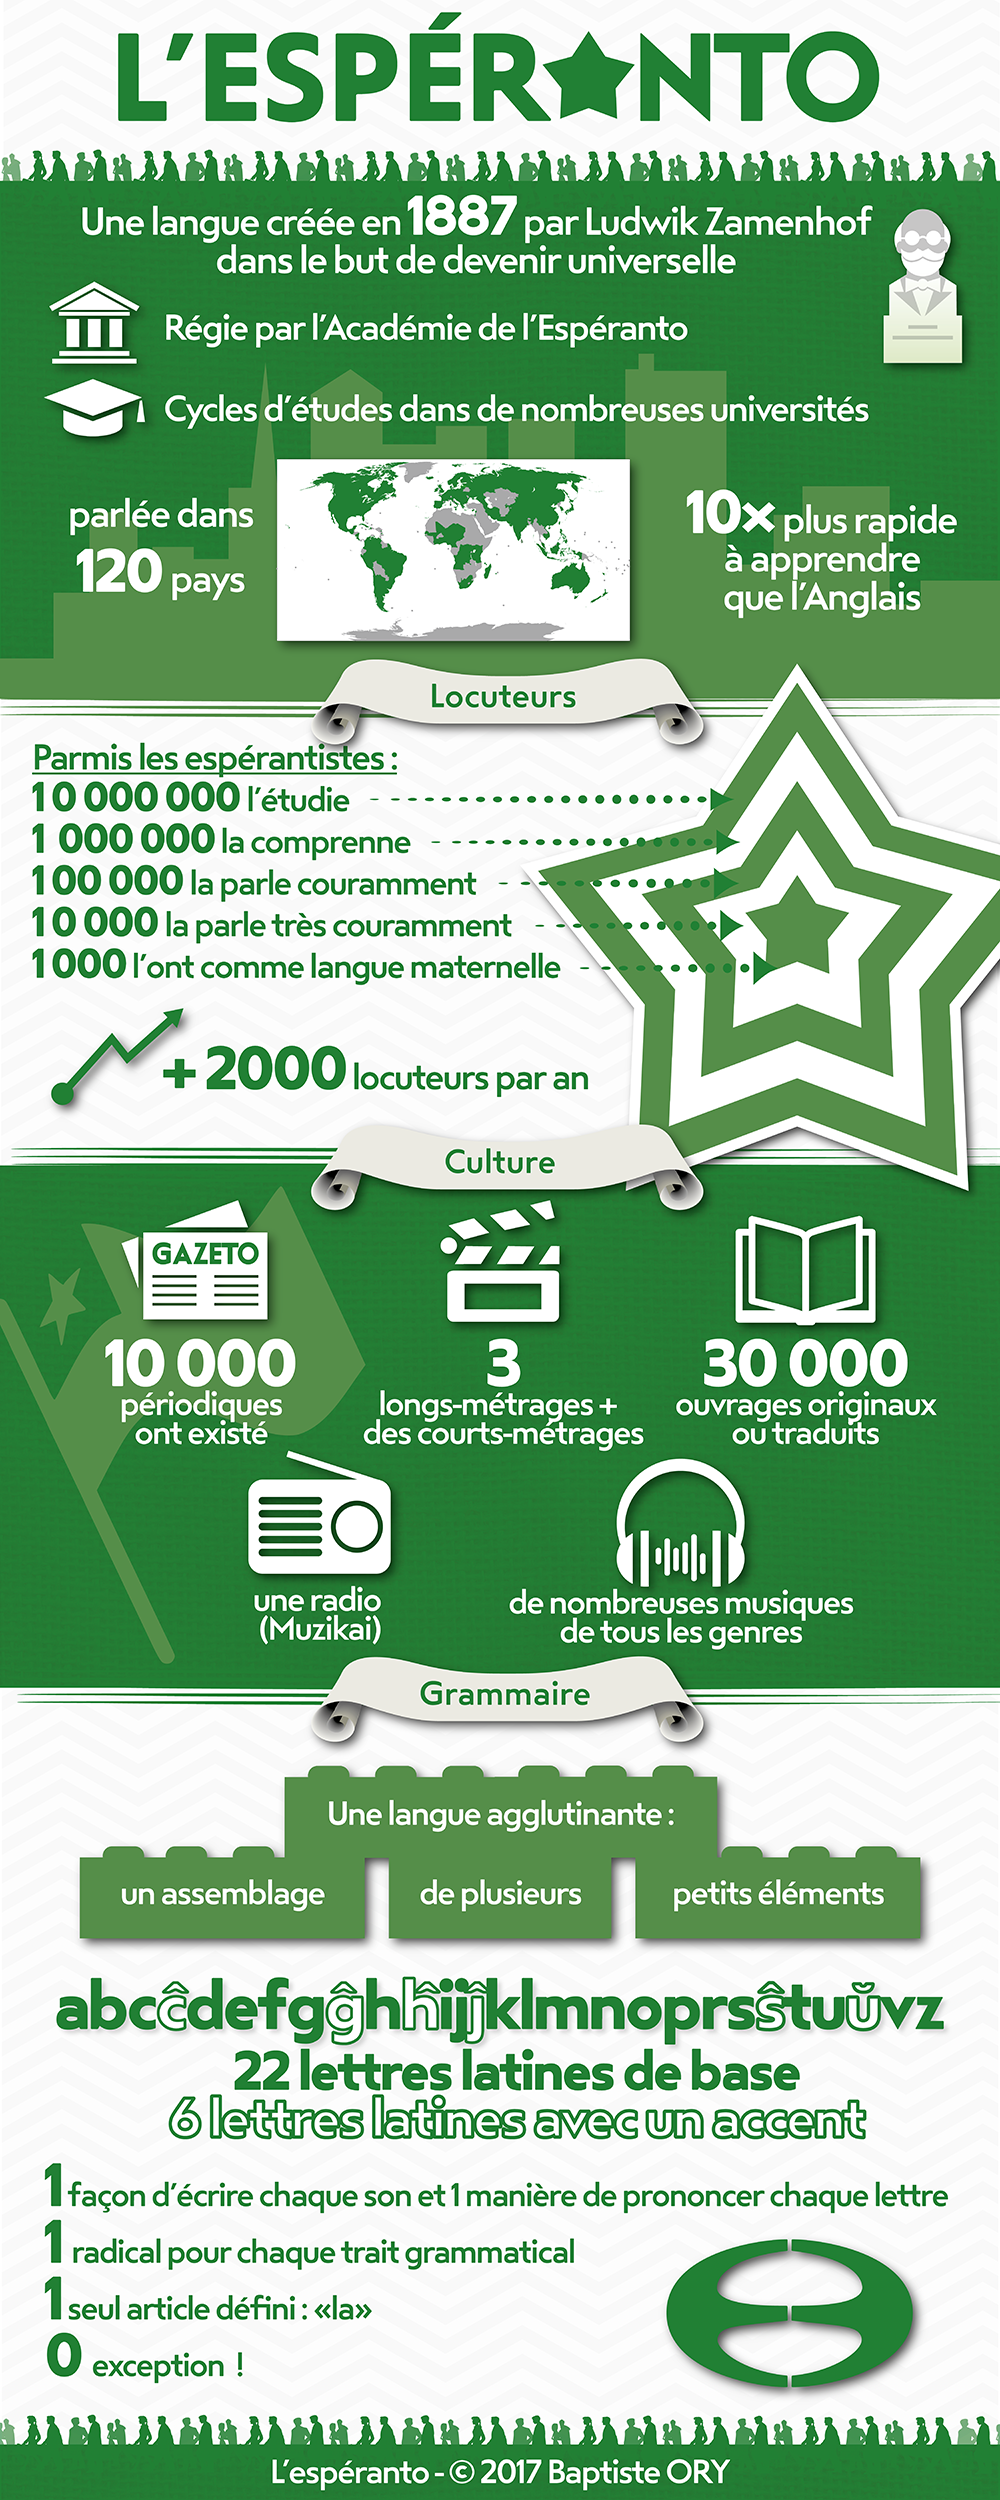 L'ESPÉRANTO
Une langue créée en 1887 par Ludwik Zamenhof
dans le but de devenir universelle
Régie par l'Académie de l'Espéranto
Cycles d'études dans de nombreuses universités
parlée dans
120 pays
10x plus rapide
à apprendre
que l'Anglais
Locuteurs
Parmis les espérantistes :
10 000 000 l'étudie
1 000 000 la comprenne
100 000 la parle couramment
10 000 la parle très couramment
1 000 l'ont comme langue maternelle
+ 2000 locuteurs par an
Culture
GAZETO
10 000
périodiques
ont existé
3
longs-métrages +
des courts-métrages
30 000
ouvrages originaux
ou traduits
une radio
(Muzikai)
de nombreuses musiques
de tous les genres
Grammaire
Une langue agglutinante :
un assemblage
de plusieurs
petits éléments
abcĉdefgĝhĥijĵklmnoprsŝtuŭvz
22 lettres latines de base
6 lettres latines avec un accent
1 façon d'écrire chaque son et 1 manière de prononcer chaque lettre
1 radical pour chaque trait grammatical
1 seul article défini : «la»
0 exception !
L'espéranto - © 2017 Baptiste ORY